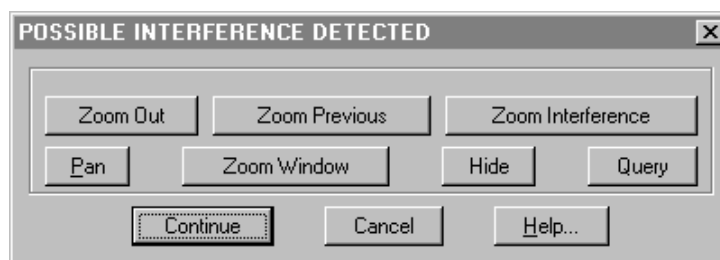 POSSIBLE INTERFERENCE DETECTED
Zoom Out Zoom Previous Zoom Interference
Pan Zoom Window Hide Query
Continue Cancel Help...